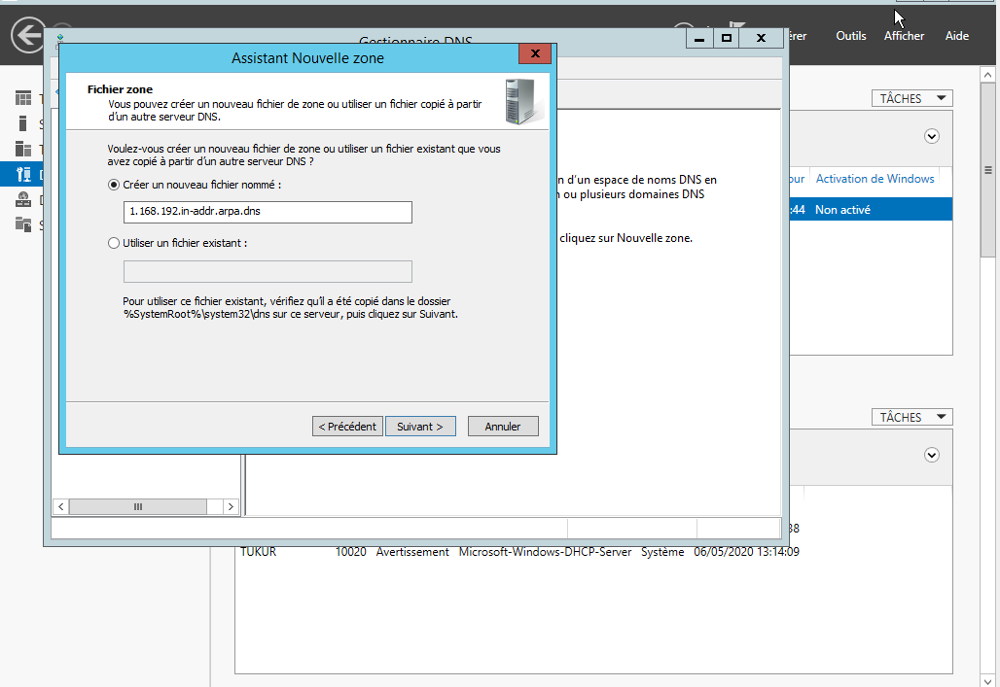 Gestionnaire DNS
Outils
Afficher
Aide
Assistant Nouvelle zone
Fichier zone
Vous pouvez créer un nouveau fichier de zone ou utiliser un fichier copié à partir
d'un autre serveur DNS.
Voulez-vous créer un nouveau fichier de zone ou utiliser un fichier existant que vous
avez copié à partir d'un autre serveur DNS ?
Créer un nouveau fichier nommé :
1.168.192.in-addr.arpa.dns
Utiliser un fichier existant :
Pour utiliser ce fichier existant, vérifiez qu'il a été copié dans le dossier
%SystemRoot%\system32\dns sur ce serveur, puis cliquez sur Suivant.
< Précédent
Suivant >
Annuler
d'un espace de noms DNS en
ou plusieurs domaines DNS
cliquez sur Nouvelle zone.
TÂCHES
Activation de Windows
:44 Non activé
TÂCHES
38
TUKUR 10020 Avertissement Microsoft-Windows-DHCP-Server Système 06/05/2020 13:14:09